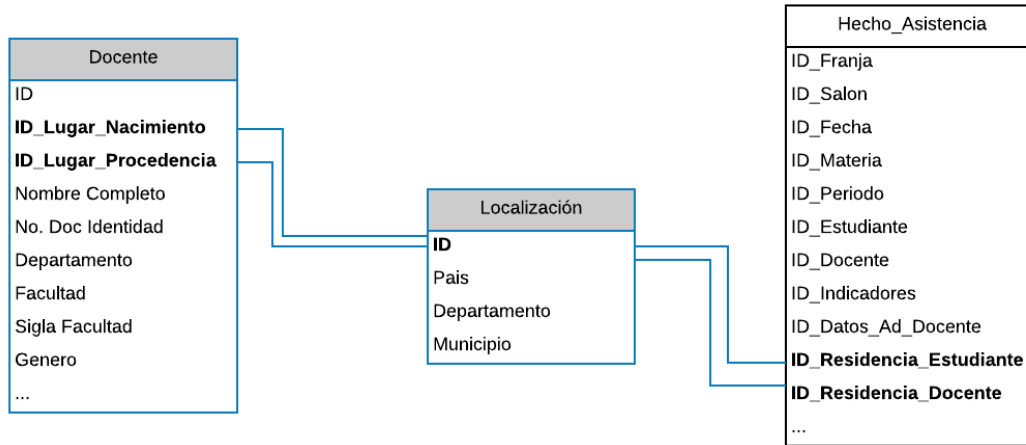 Docente
ID
ID_Lugar_Nacimiento
ID_Lugar_Procedencia
Nombre Completo
No. Doc Identidad
Departamento
Facultad
Sigla Facultad
Genero
...
Localización
ID
Pais
Departamento
Municipio
Hecho_Asistencia
ID_Franja
ID_Salon
ID_Fecha
ID_Materia
ID_Periodo
ID_Estudiante
ID_Docente
ID_Indicadores
ID_Datos_Ad_Docente
ID_Residencia_Estudiante
ID_Residencia_Docente
...